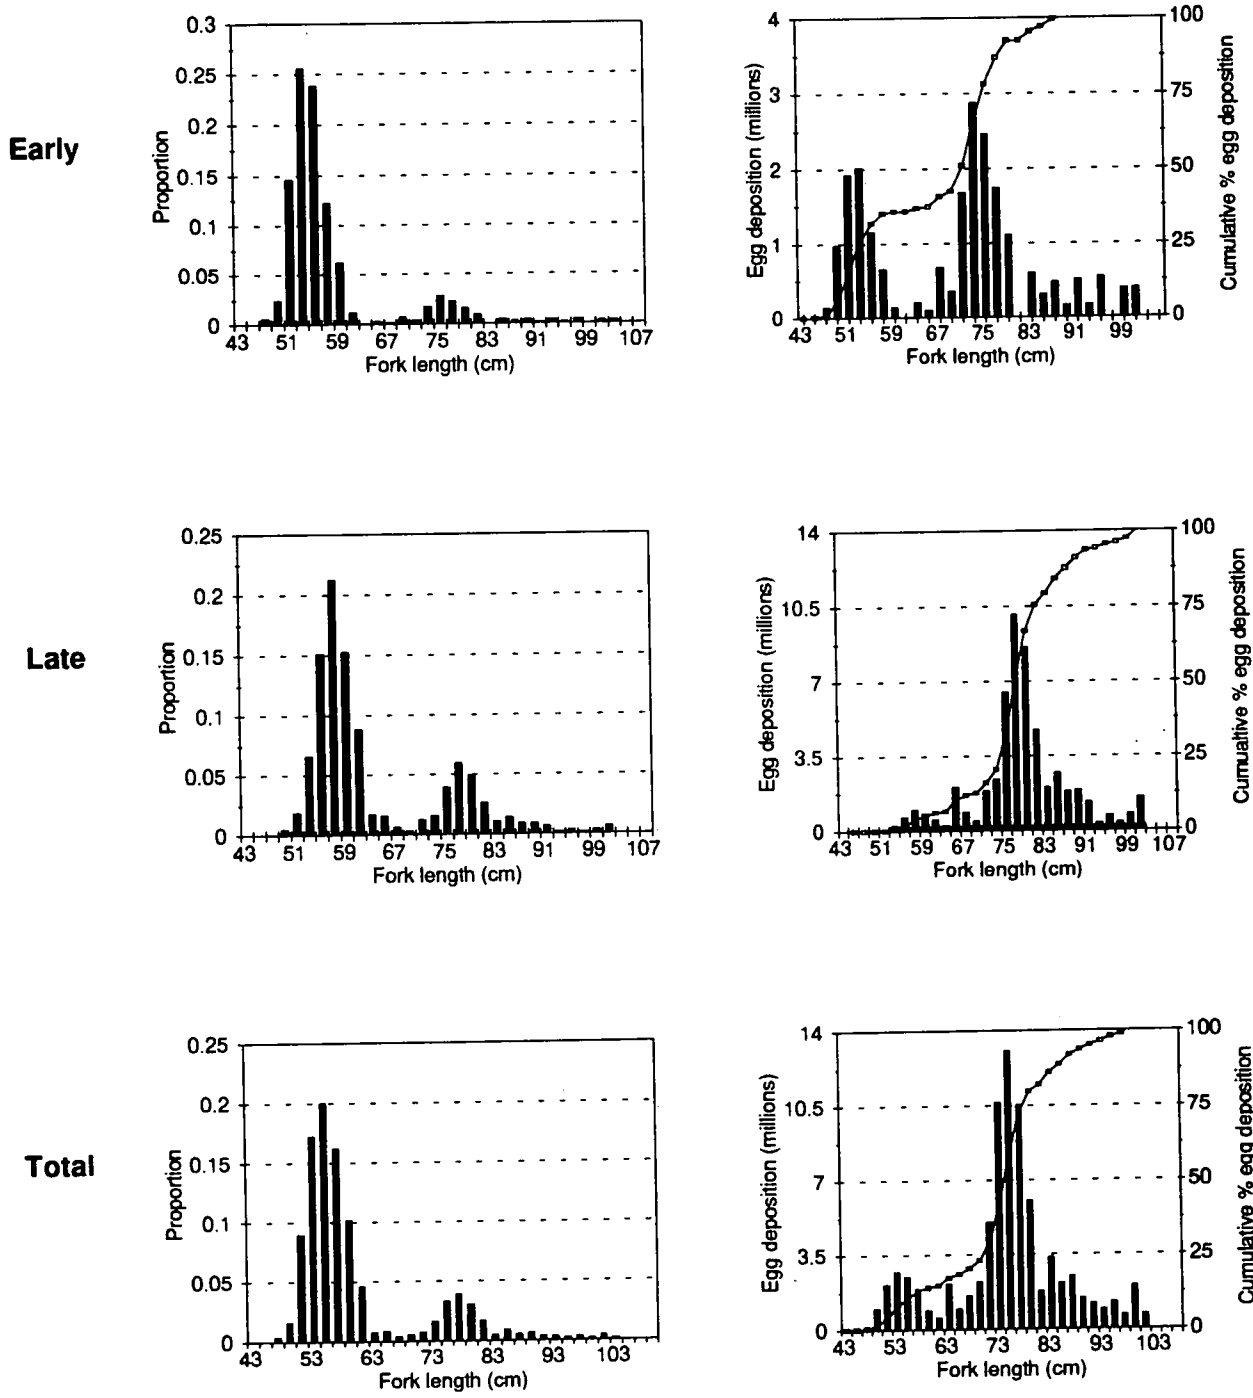 Early
0.3
0.25
0.2
0.15
0.1
0.05
0
Proportion
43 51 59 67 75 83 91 99 107
Fork length (cm)
4
3
2
1
0
Egg deposition (millions)
100
75
50
25
0
Cumulative % egg deposition
43 51 59 67 75 83 91 99
Fork length (cm)
Late
0.25
0.2
0.15
0.1
0.05
0
Proportion
43 51 59 67 75 83 91 99 107
Fork length (cm)
14
10.5
7
3.5
0
Egg deposition (millions)
100
75
50
25
0
Cumualtive % egg deposition
43 51 59 67 75 83 91 99 107
Fork length (cm)
Total
0.25
0.2
0.15
0.1
0.05
0
Proportion
43 53 63 73 83 93 103
Fork length (cm)
14
10.5
7
3.5
0
Egg deposition (millions)
100
75
50
25
0
Cumulative % egg deposition
43 53 63 73 83 93 103
Fork length (cm)